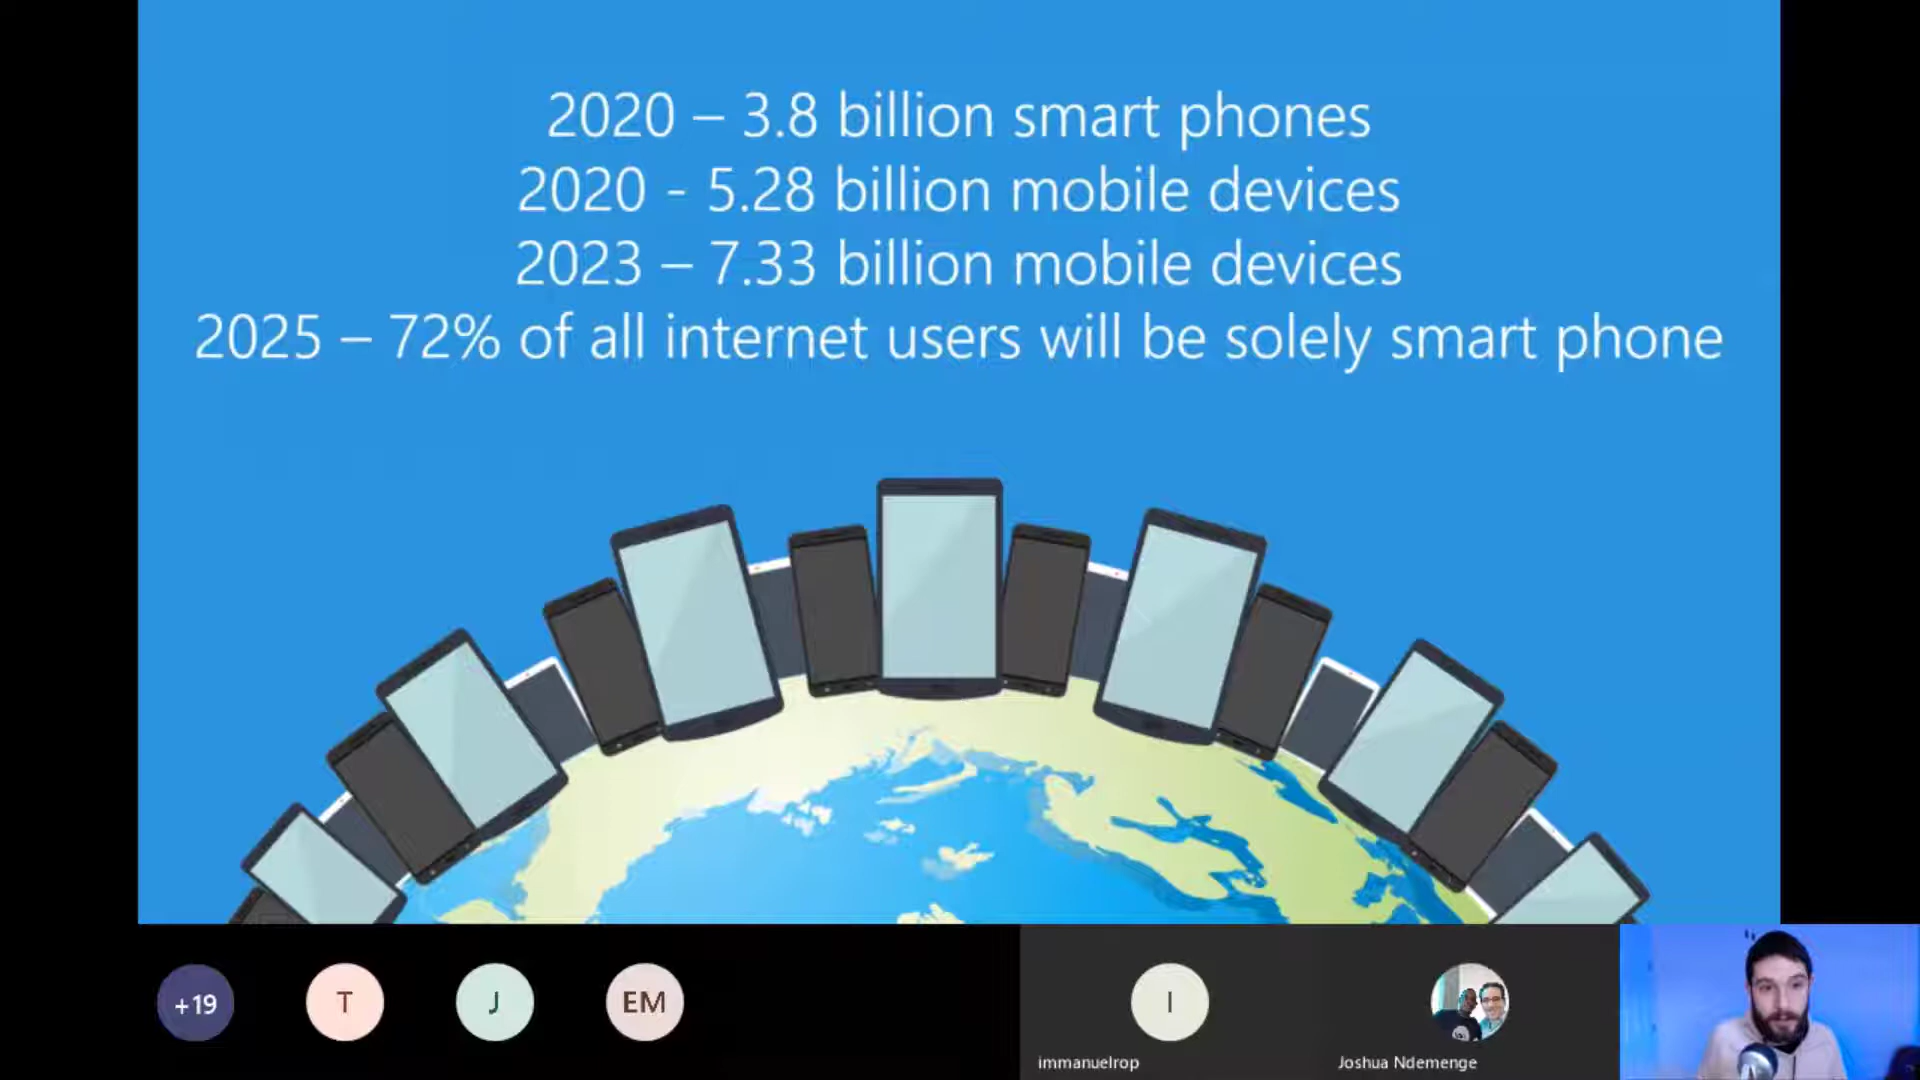 2020 – 3.8 billion smart phones
2020 - 5.28 billion mobile devices
2023 – 7.33 billion mobile devices
2025 – 72% of all internet users will be solely smart phone
+19
T
J
EM
I
immanuelrop
Joshua Ndemenge